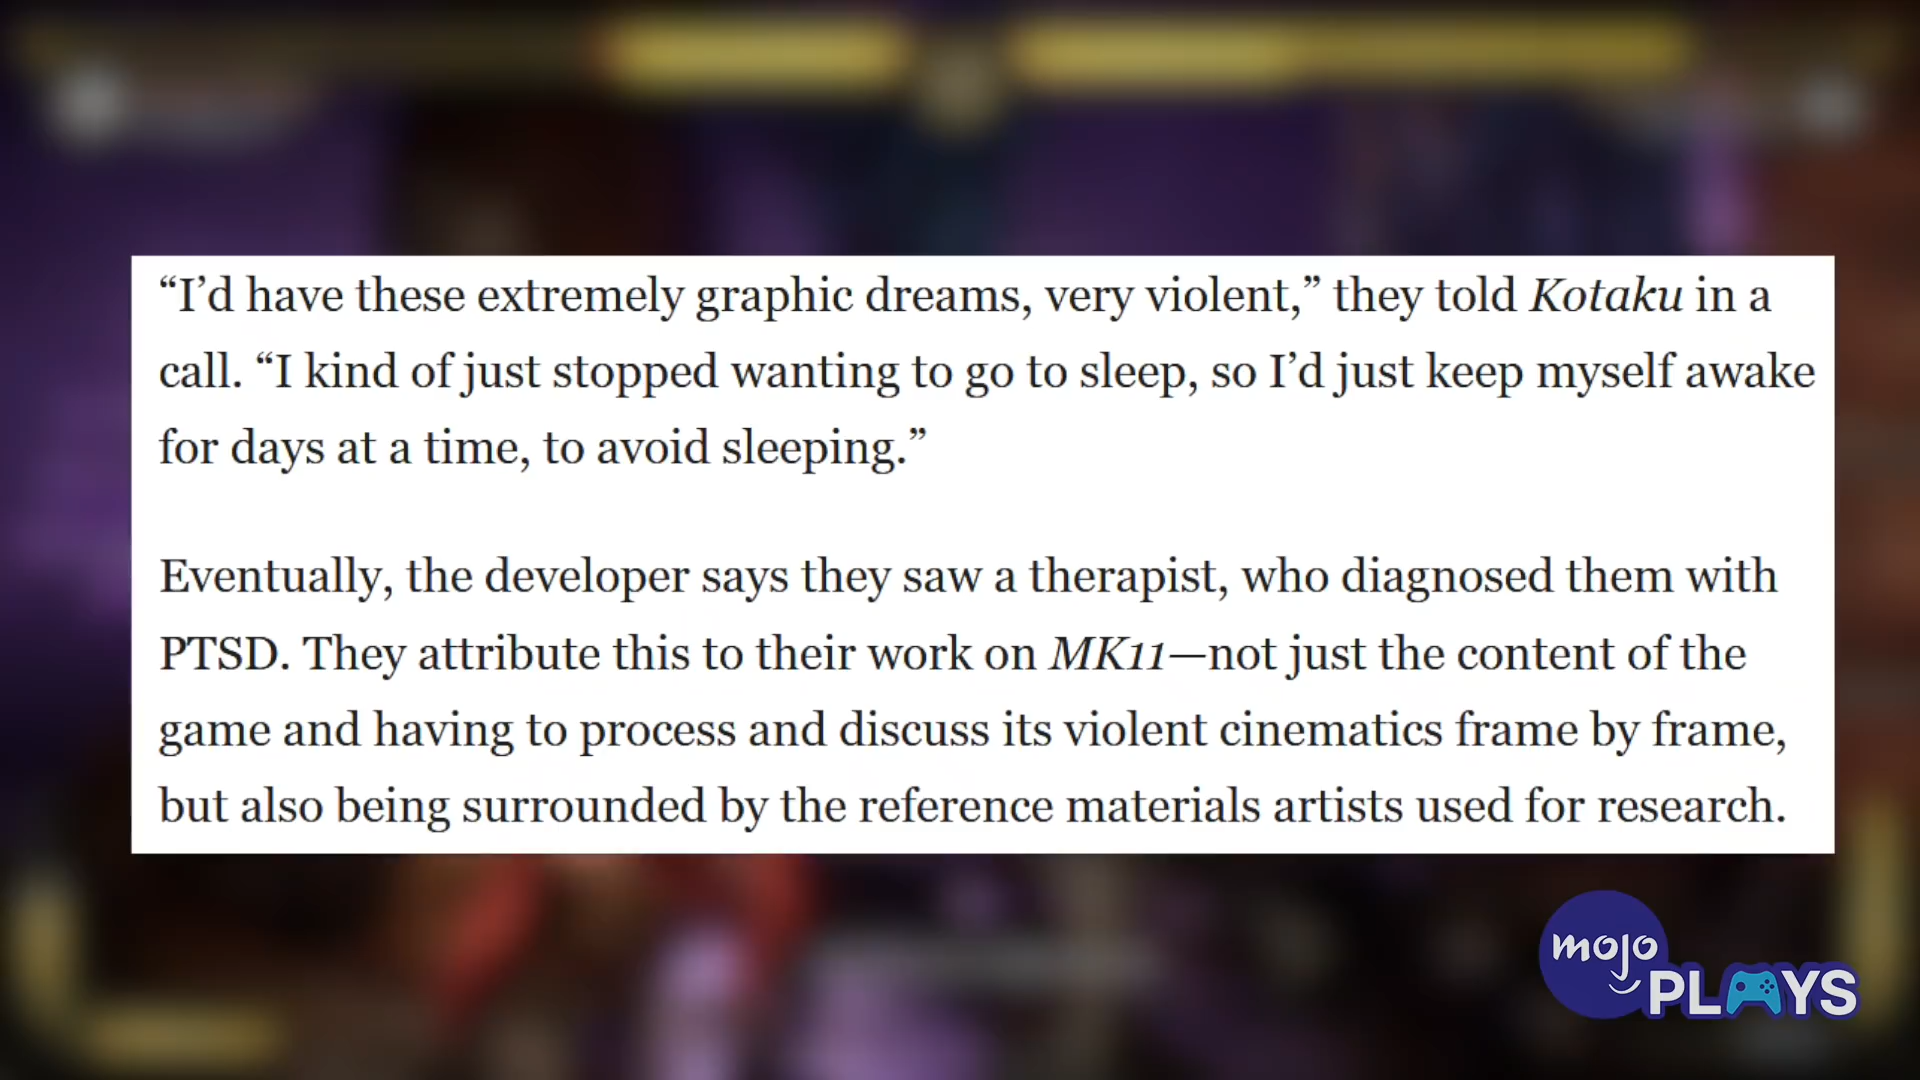 “I’d have these extremely graphic dreams, very violent,” they told Kotaku in a
call. “I kind of just stopped wanting to go to sleep, so I’d just keep myself awake
for days at a time, to avoid sleeping.”
Eventually, the developer says they saw a therapist, who diagnosed them with
PTSD. They attribute this to their work on MK11—not just the content of the
game and having to process and discuss its violent cinematics frame by frame,
but also being surrounded by the reference materials artists used for research.
mojo
PLAYS